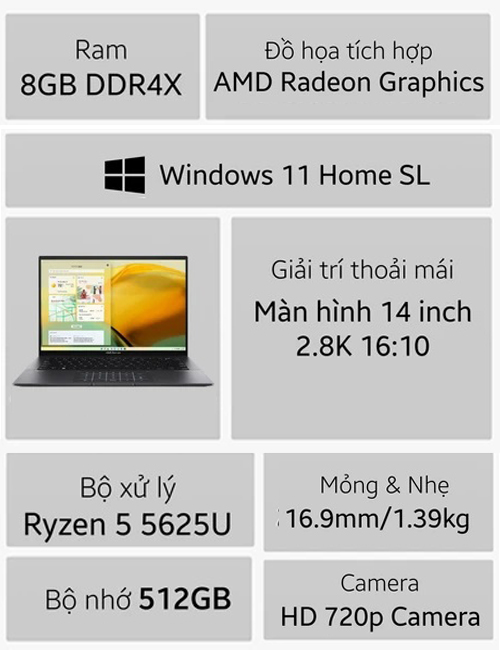 Ram
8GB DDR4X
Đồ họa tích hợp
AMD Radeon Graphics
Windows 11 Home SL
Giải trí thoải mái
Màn hình 14 inch
2.8K 16:10
Bộ xử lý
Ryzen 5 5625U
Mỏng & Nhẹ
16.9mm/1.39kg
Bộ nhớ 512GB
Camera
HD 720p Camera